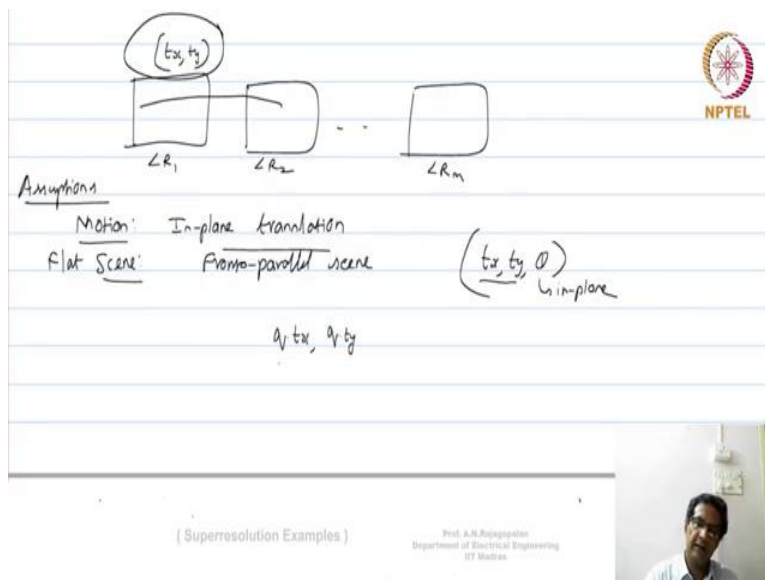 (tx, ty)
NPTEL
LR1 LR2 .. LRm
Assumptions
Motion: In-plane translation
Flat Scene: Fronto-parallel scene (tx, ty, θ)
↳ in-plane
q tx, q ty
( Superresolution Examples )
Prof. A.N.Rajagopalan
Department of Electrical Engineering
IIT Madras